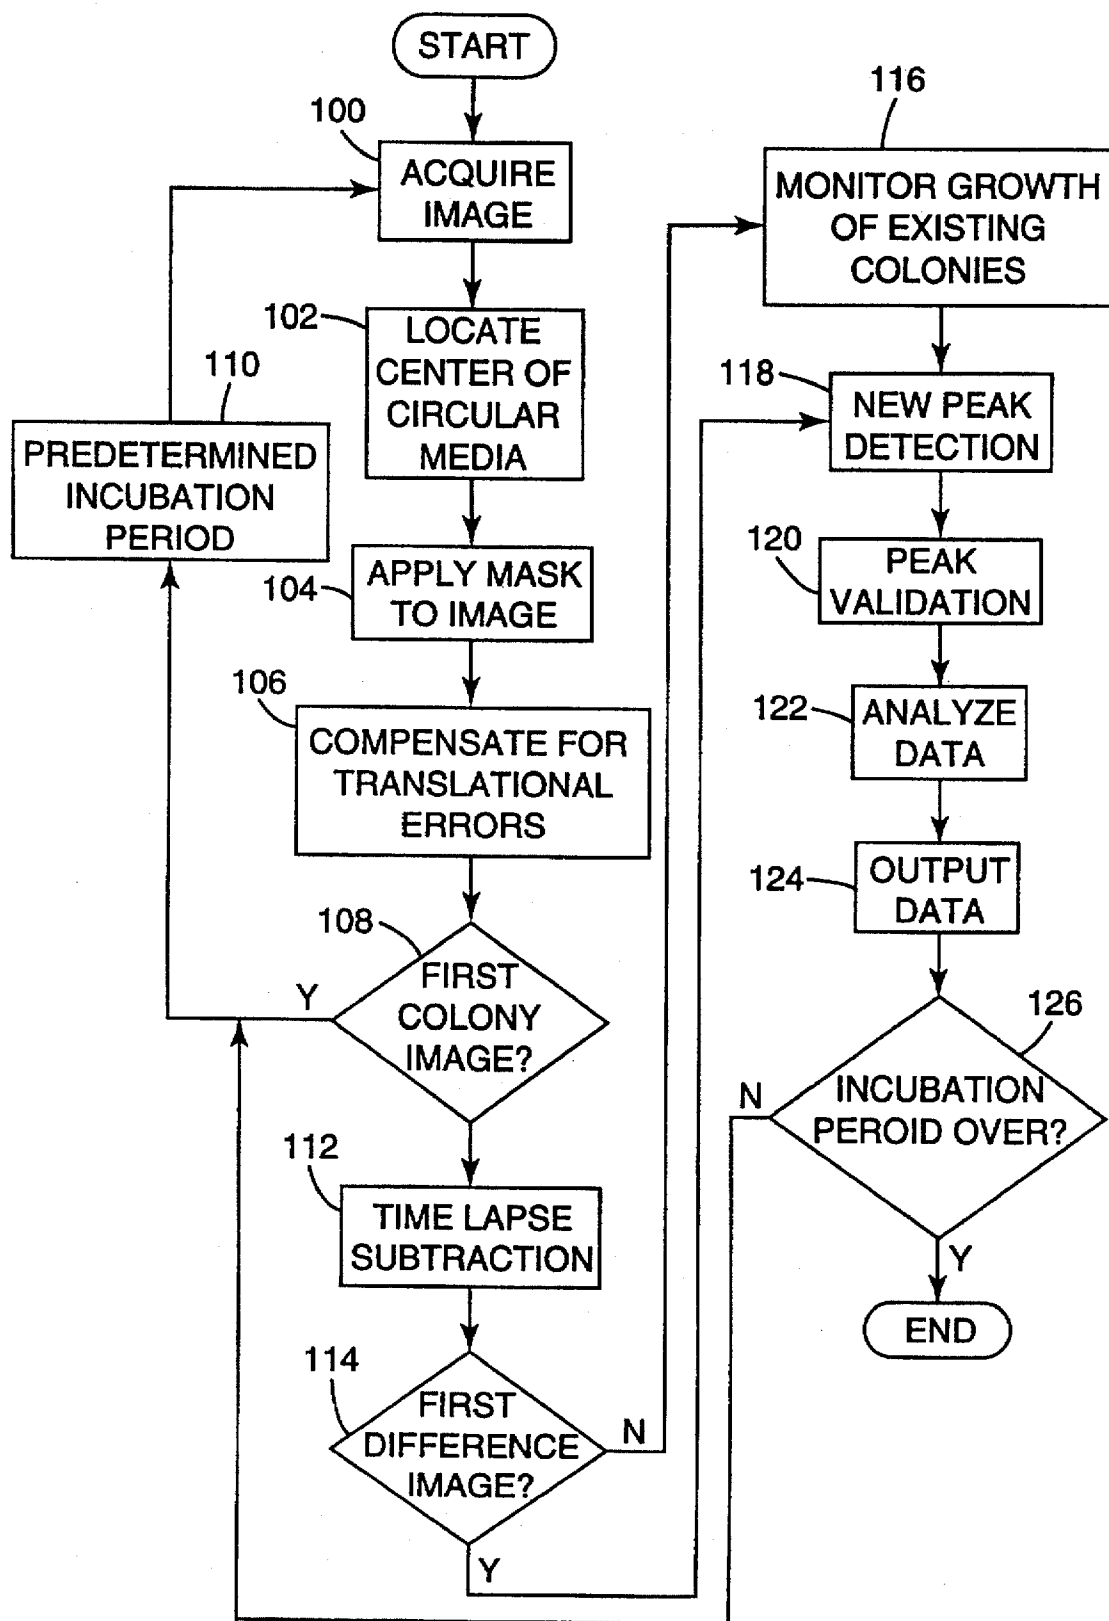 START
100
ACQUIRE
IMAGE
102
LOCATE
CENTER OF
CIRCULAR
MEDIA
110
PREDETERMINED
INCUBATION
PERIOD
104
APPLY MASK
TO IMAGE
106
COMPENSATE FOR
TRANSLATIONAL
ERRORS
108
FIRST
COLONY
IMAGE?
Y
112
TIME LAPSE
SUBTRACTION
114
FIRST
DIFFERENCE
IMAGE?
N
Y
116
MONITOR GROWTH
OF EXISTING
COLONIES
118
NEW PEAK
DETECTION
120
PEAK
VALIDATION
122
ANALYZE
DATA
124
OUTPUT
DATA
126
INCUBATION
PEROID OVER?
N
Y
END